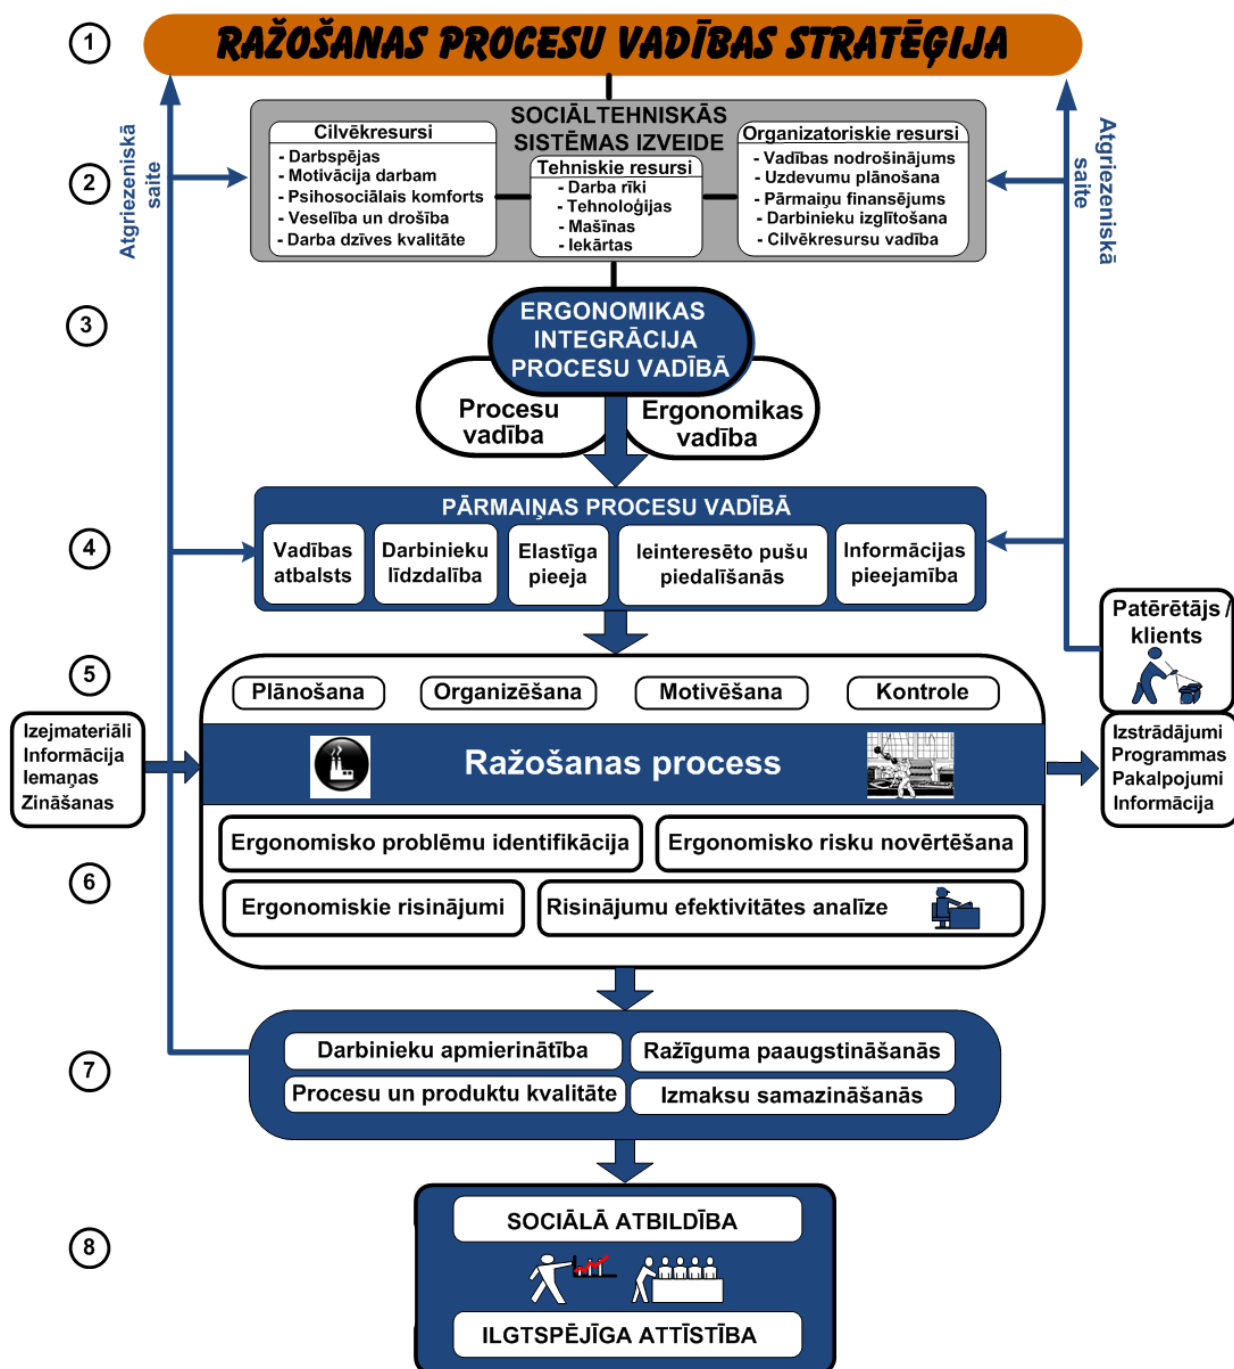 1
RAŽOŠANAS PROCESU VADĪBAS STRATĒĢIJA
Atgriezeniskā
saite
2
SOCIĀLTEHNISKĀS
SISTĒMAS IZVEIDE
Cilvēkresursi
- Darbspējas
- Motivācija darbam
- Psihosociālais komforts
- Veselība un drošība
- Darba dzīves kvalitāte
Tehniskie resursi
- Darba rīki
- Tehnoloģijas
- Mašīnas
- Iekārtas
Organizatoriskie resursi
- Vadības nodrošinājums
- Uzdevumu plānošana
- Pārmaiņu finansējums
- Darbinieku izglītošana
- Cilvēkresursu vadība
Atgriezeniskā
saite
3
ERGONOMIKAS
INTEGRĀCIJA
PROCESU VADĪBĀ
Procesu
vadība
Ergonomikas
vadība
4
PĀRMAIŅAS PROCESU VADĪBĀ
Vadības
atbalsts
Darbinieku
līdzdalība
Elastīga
pieeja
Ieinteresēto pušu
piedalīšanās
Informācijas
pieejamība
Patērētājs /
klients
5
Plānošana
Organizēšana
Motivēšana
Kontrole
Izejmateriāli
Informācija
Iemaņas
Zināšanas
Ražošanas process
Izstrādājumi
Programmas
Pakalpojumi
Informācija
6
Ergonomisko problēmu identifikācija
Ergonomisko risku novērtēšana
Ergonomiskie risinājumi
Risinājumu efektivitātes analīze
7
Darbinieku apmierinātība
Ražīguma paaugstināšanās
Procesu un produktu kvalitāte
Izmaksu samazināšanās
8
SOCIĀLĀ ATBILDĪBA
ILGTSPĒJĪGA ATTĪSTĪBA